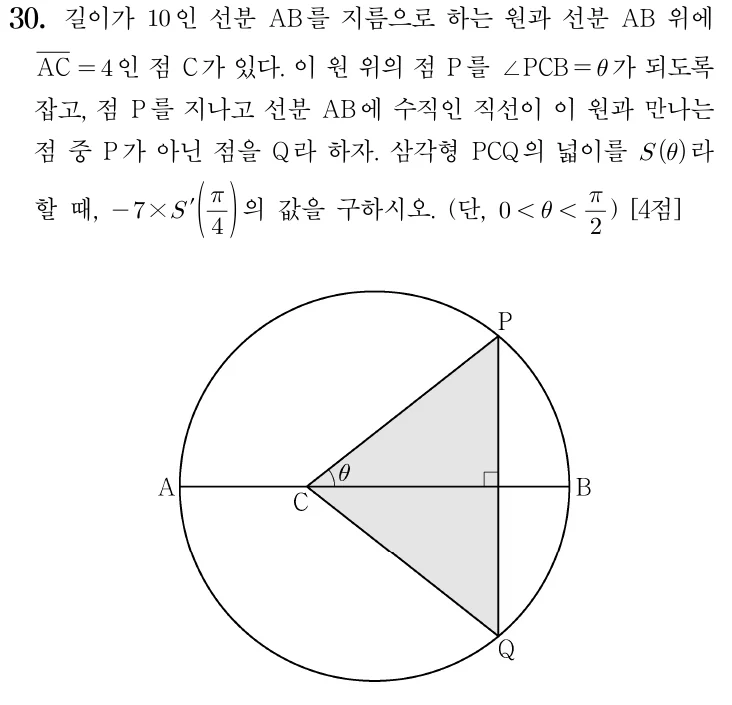 30. 길이가 10인 선분 AB를 지름으로 하는 원과 선분 AB 위에
\overline{AC}=4인 점 C가 있다. 이 원 위의 점 P를 ∠PCB=θ가 되도록
잡고, 점 P를 지나고 선분 AB에 수직인 직선이 이 원과 만나는
점 중 P가 아닌 점을 Q라 하자. 삼각형 PCQ의 넓이를 S(θ)라
할 때, −7×S′(π/4)의 값을 구하시오. (단, 0<θ<π/2) [4점]
P
A
C
θ
B
Q